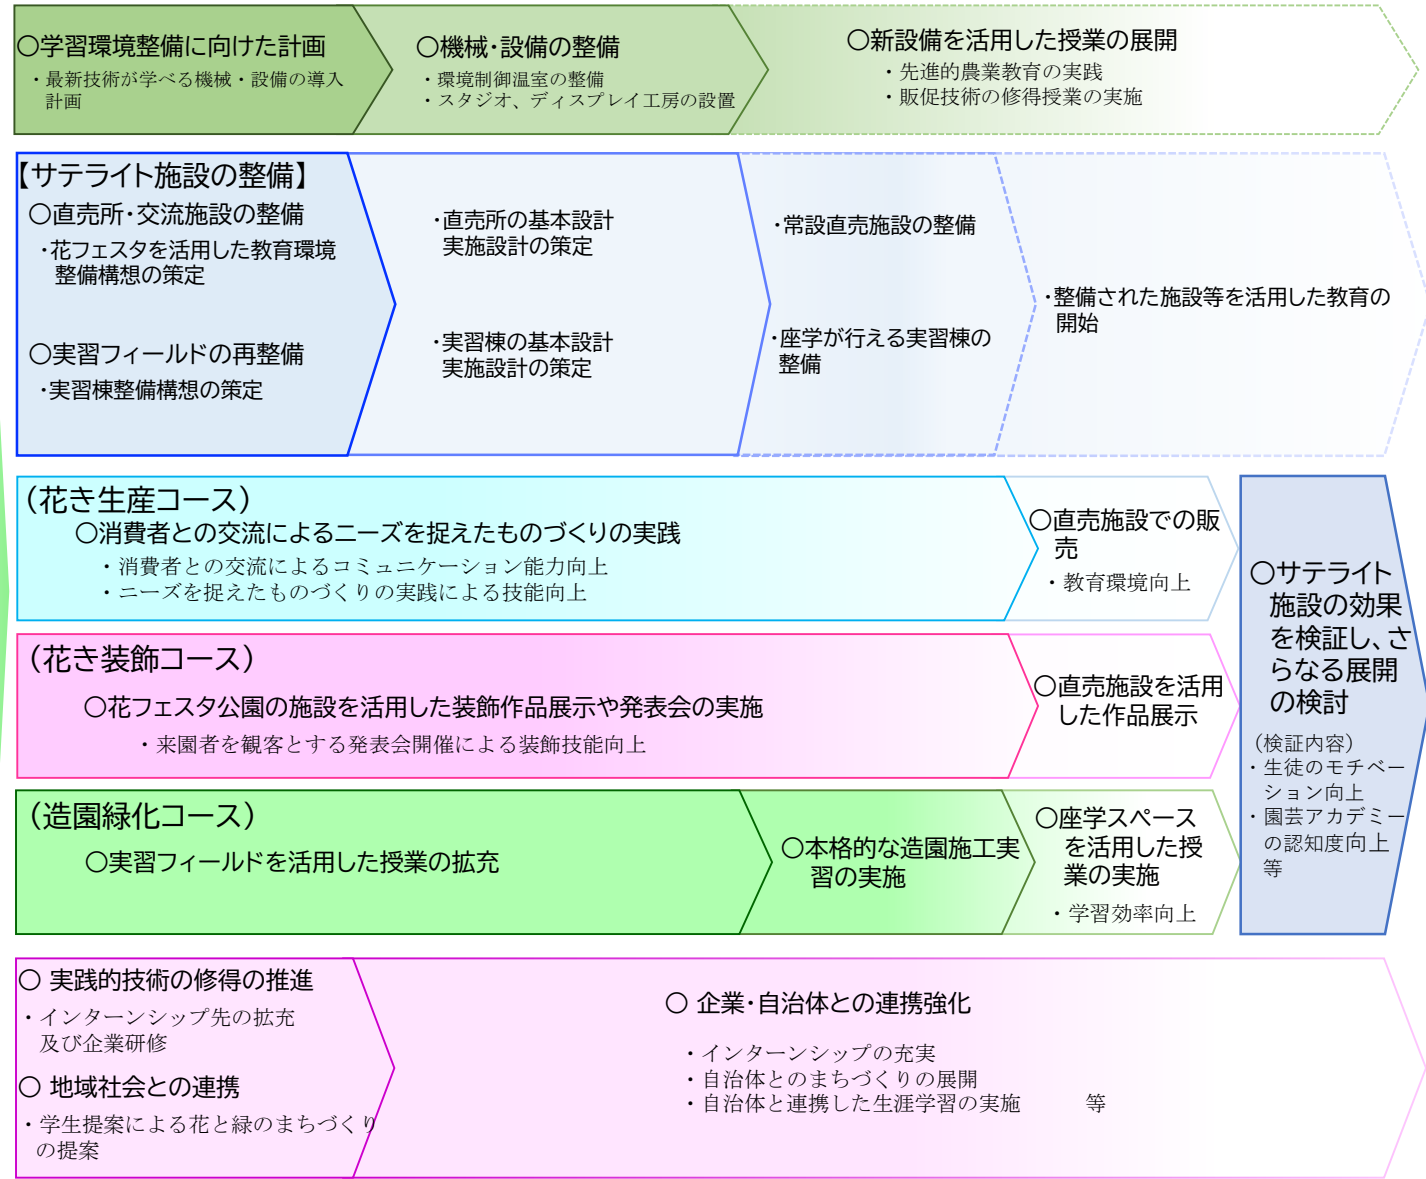 〇学習環境整備に向けた計画
・最新技術が学べる機械・設備の導入
計画
〇機械・設備の整備
・環境制御温室の整備
・スタジオ、ディスプレイ工房の設置
〇新設備を活用した授業の展開
・先進的農業教育の実践
・販促技術の修得授業の実施
【サテライト施設の整備】
〇直売所・交流施設の整備
・花フェスタを活用した教育環境
整備構想の策定
〇実習フィールドの再整備
・実習棟整備構想の策定
・直売所の基本設計
実施設計の策定
・実習棟の基本設計
実施設計の策定
・常設直売施設の整備
・座学が行える実習棟の
整備
・整備された施設等を活用した教育の
開始
（花き生産コース）
〇消費者との交流によるニーズを捉えたものづくりの実践
・消費者との交流によるコミュニケーション能力向上
・ニーズを捉えたものづくりの実践による技能向上
〇直売施設での販
売
・教育環境向上
（花き装飾コース）
〇花フェスタ公園の施設を活用した装飾作品展示や発表会の実施
・来園者を観客とする発表会開催による装飾技能向上
〇直売施設を活用
した作品展示
（造園緑化コース）
〇実習フィールドを活用した授業の拡充
〇本格的な造園施工実
習の実施
〇座学スペース
を活用した授
業の実施
・学習効率向上
〇サテライト
施設の効果
を検証し、さ
らなる展開
の検討
（検証内容）
・生徒のモチベー
ション向上
・園芸アカデミー
の認知度向上
等
〇 実践的技術の修得の推進
・インターンシップ先の拡充
及び企業研修
〇 地域社会との連携
・学生提案による花と緑のまちづくり
の提案
〇 企業・自治体との連携強化
・インターンシップの充実
・自治体とのまちづくりの展開
・自治体と連携した生涯学習の実施　　　等